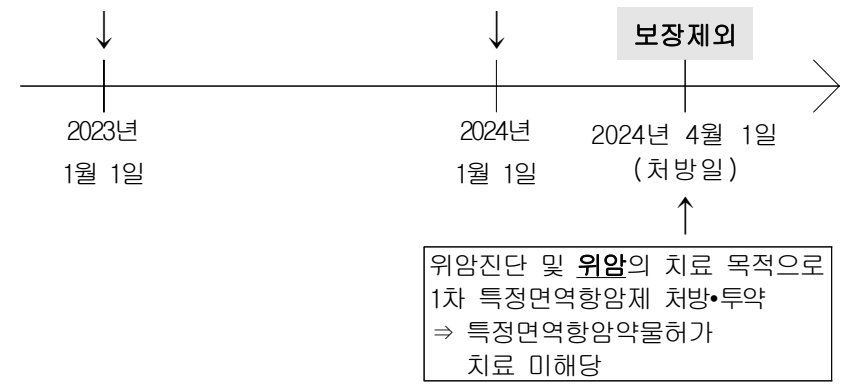 보장제외
2023년
1월 1일
2024년
1월 1일
2024년 4월 1일
(처방일)
위암진단 및 위암의 치료 목적으로
1차 특정면역항암제 처방•투약
⇒ 특정면역항암약물허가
치료 미해당